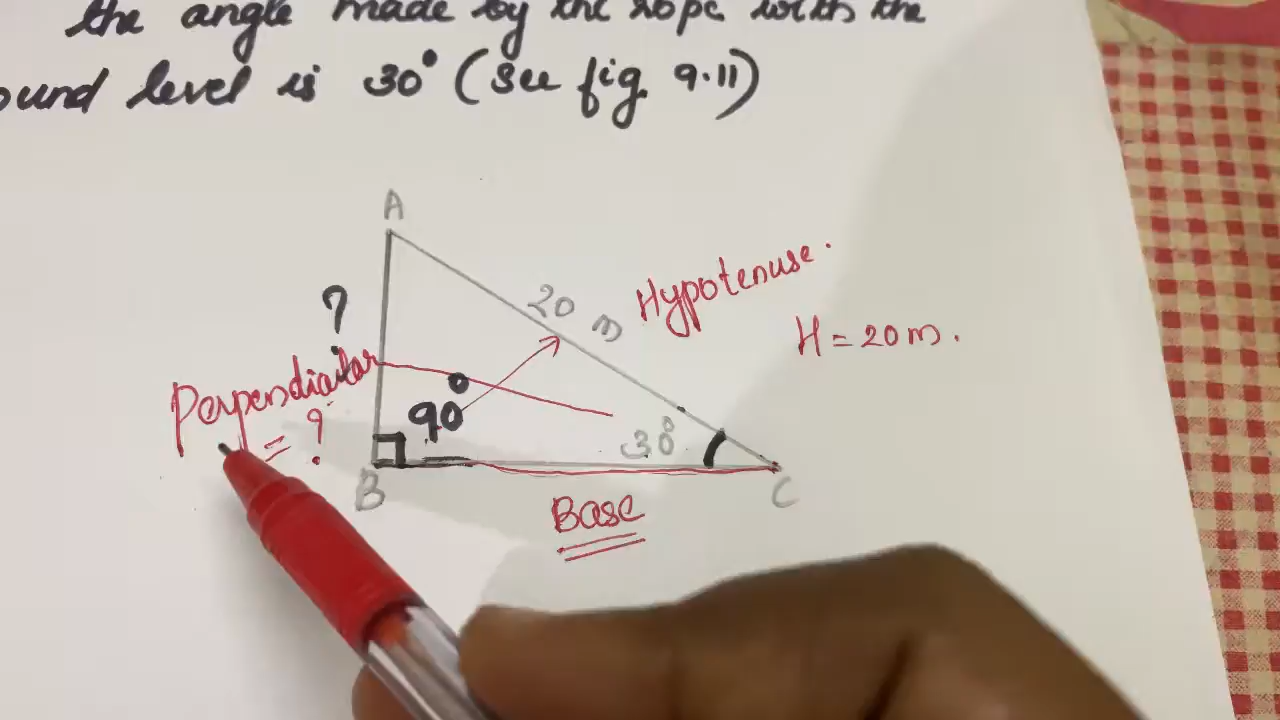 the angle made by the rope with the
ound level is 30° (See fig. 9.11)
A
?
20 m
Hypotenuse.
H = 20 m.
Perpendicular
= ?
90°
30°
B
C
Base